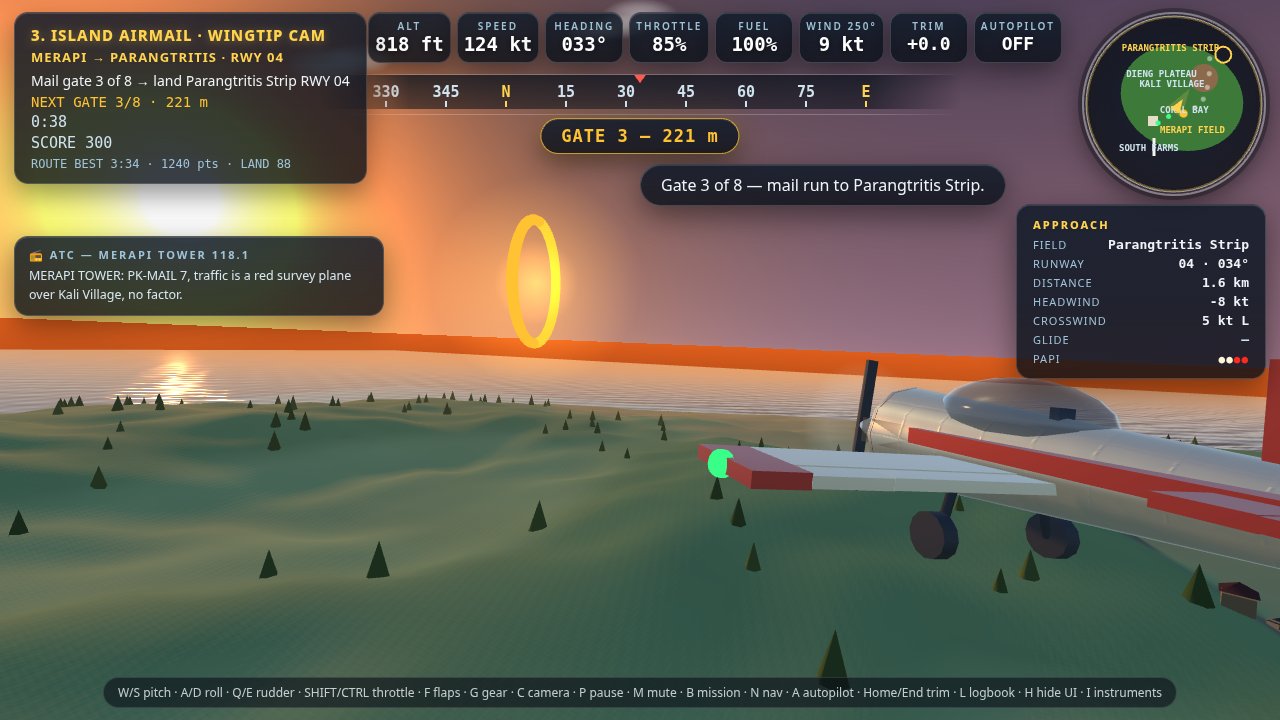 3. ISLAND AIRMAIL · WINGTIP CAM
MERAPI → PARANGTRITIS · RWY 04
Mail gate 3 of 8 → land Parangtritis Strip RWY 04
NEXT GATE 3/8 · 221 m
0:38
SCORE 300
ROUTE BEST 3:34 · 1240 pts · LAND 88
ALT
818 ft
SPEED
124 kt
HEADING
033°
THROTTLE
85%
FUEL
100%
WIND 250°
9 kt
TRIM
+0.0
AUTOPILOT
OFF
330 345 N 15 30 45 60 75 E
GATE 3 — 221 m
Gate 3 of 8 — mail run to Parangtritis Strip.
📻 ATC — MERAPI TOWER 118.1
MERAPI TOWER: PK-MAIL 7, traffic is a red survey plane
over Kali Village, no factor.
PARANGTRITIS STRIP
DIENG PLATEAU
KALI VILLAGE
BAY
MERAPI FIELD
SOUTH FARMS
APPROACH
FIELD Parangtritis Strip
RUNWAY 04 · 034°
DISTANCE 1.6 km
HEADWIND -8 kt
CROSSWIND 5 kt L
GLIDE —
PAPI
W/S pitch · A/D roll · Q/E rudder · SHIFT/CTRL throttle · F flaps · G gear · C camera · P pause · M mute · B mission · N nav · A autopilot · Home/End trim · L logbook · H hide UI · I instruments